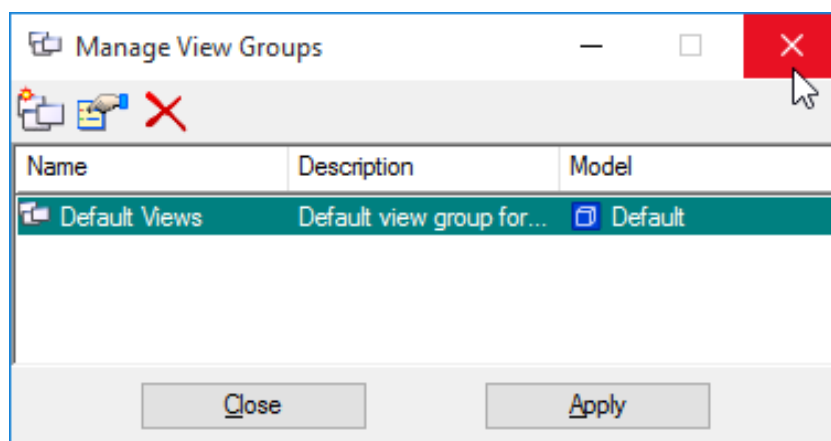 Manage View Groups
Name Description Model
Default Views Default view group for... Default
Close Apply